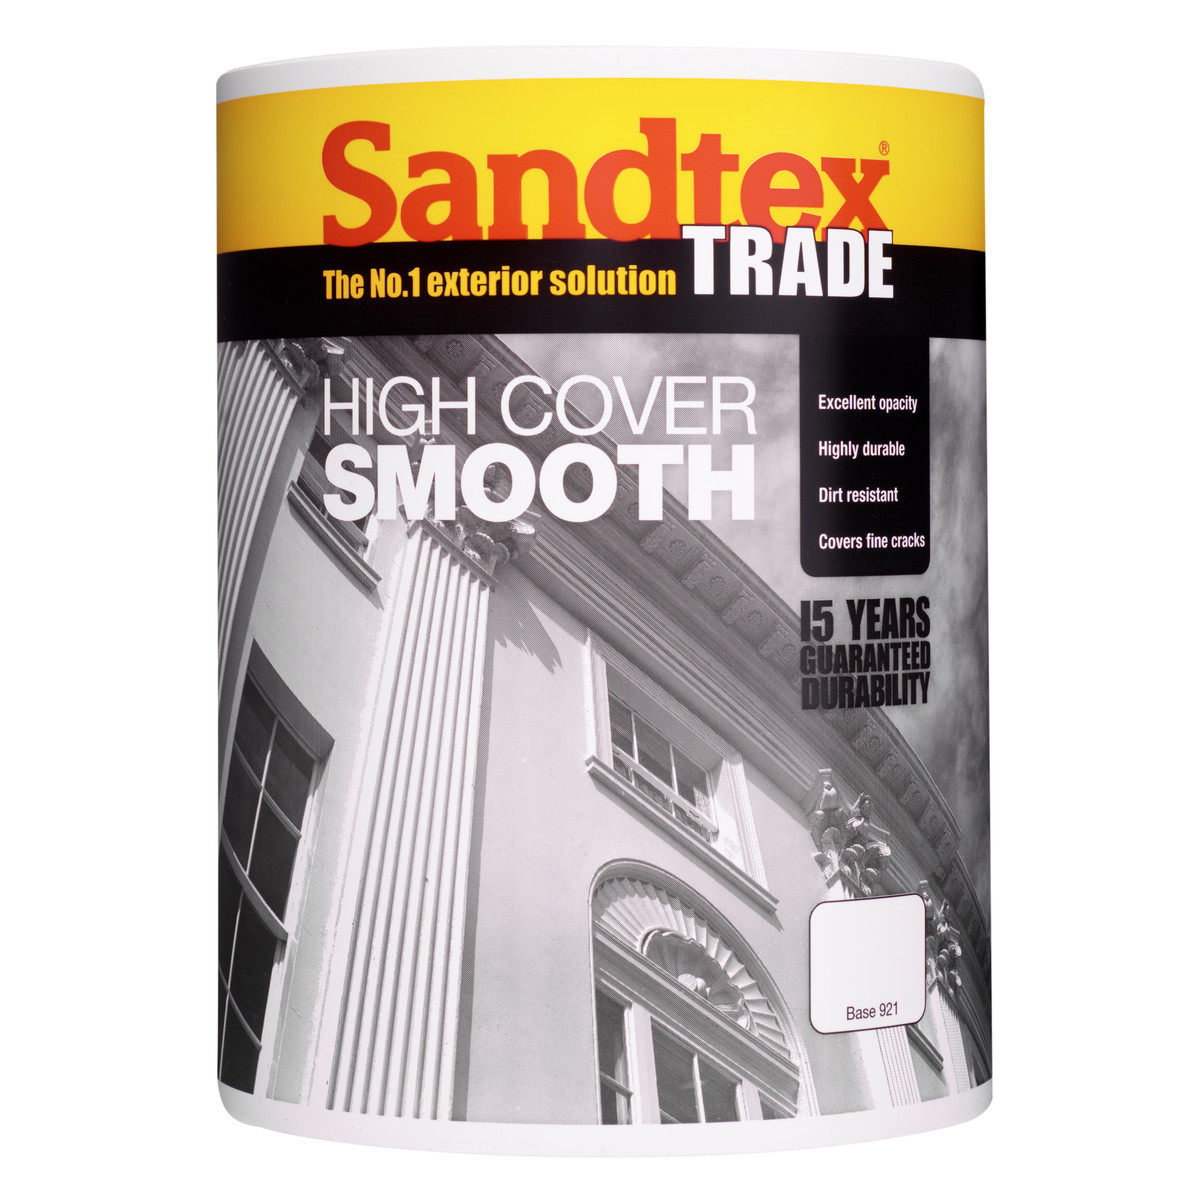 Sandtex®
TRADE
The No.1 exterior solution
HIGH COVER
SMOOTH
Excellent opacity
Highly durable
Dirt resistant
Covers fine cracks
15 YEARS
GUARANTEED
DURABILITY
Base 921